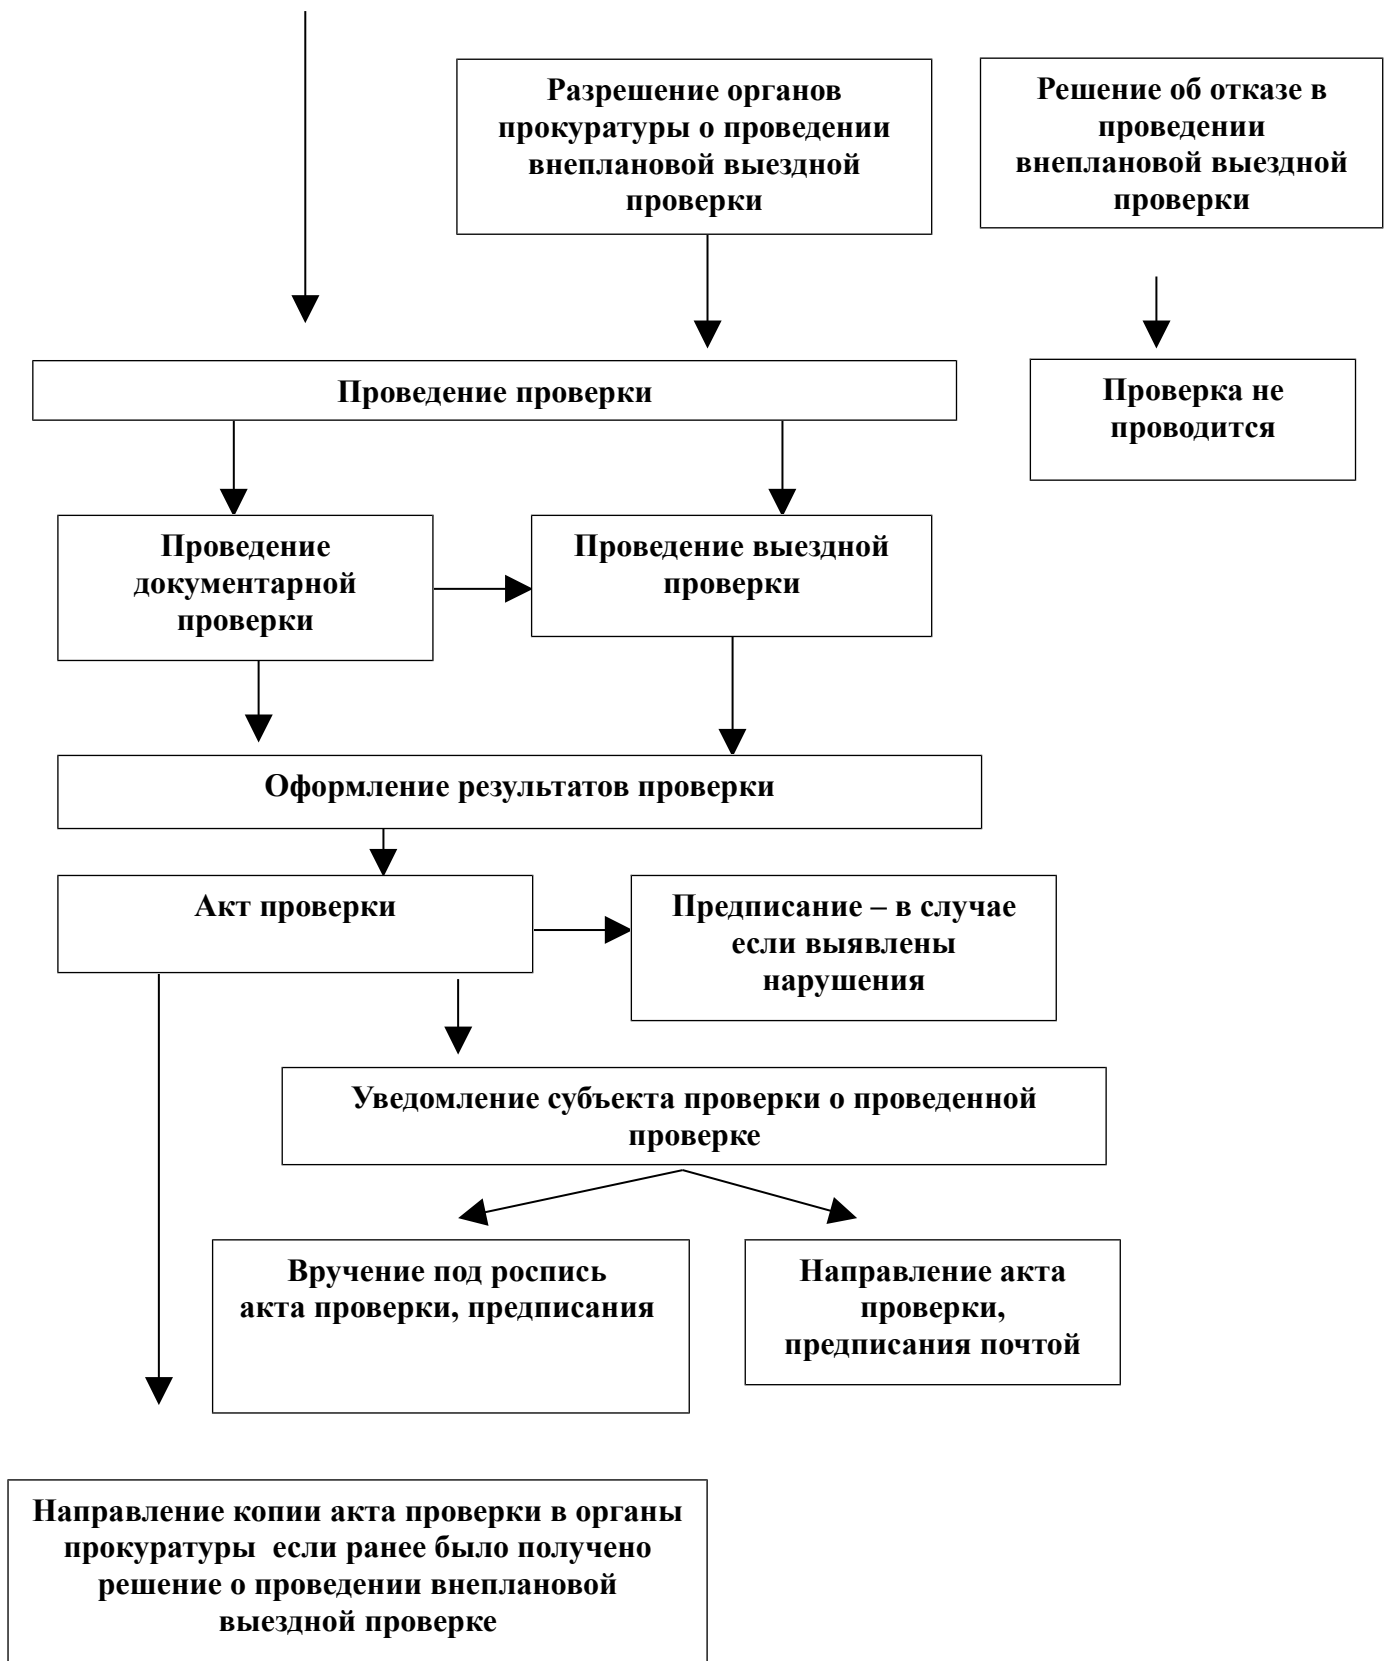 Разрешение органов
прокуратуры о проведении
внеплановой выездной
проверки
Решение об отказе в
проведении
внеплановой выездной
проверки
Проведение проверки
Проверка не
проводится
Проведение
документарной
проверки
Проведение выездной
проверки
Оформление результатов проверки
Акт проверки
Предписание – в случае
если выявлены
нарушения
Уведомление субъекта проверки о проведенной
проверке
Вручение под роспись
акта проверки, предписания
Направление акта
проверки,
предписания почтой
Направление копии акта проверки в органы
прокуратуры  если ранее было получено
решение о проведении внеплановой
выездной проверке